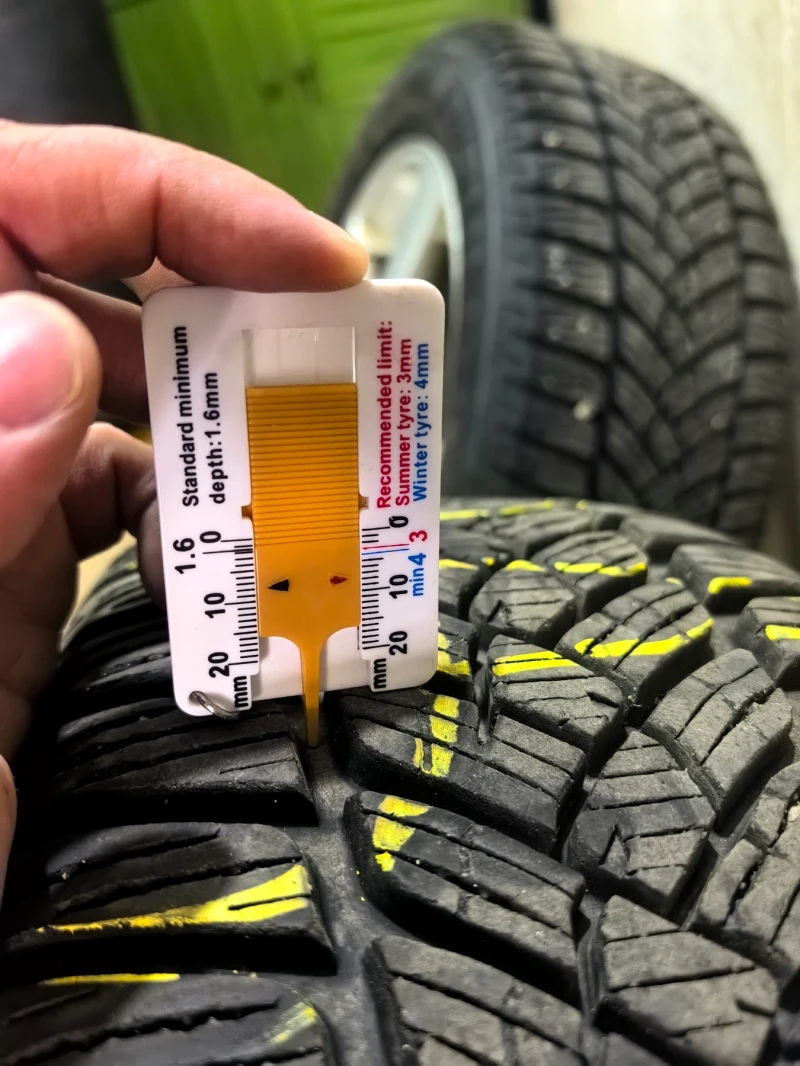 Standard minimum
depth:1.6mm
1.6
0
10
20
mm
Recommended limit:
Summer tyre: 3mm
Winter tyre: 4mm
0
10
20
mm
min4 3